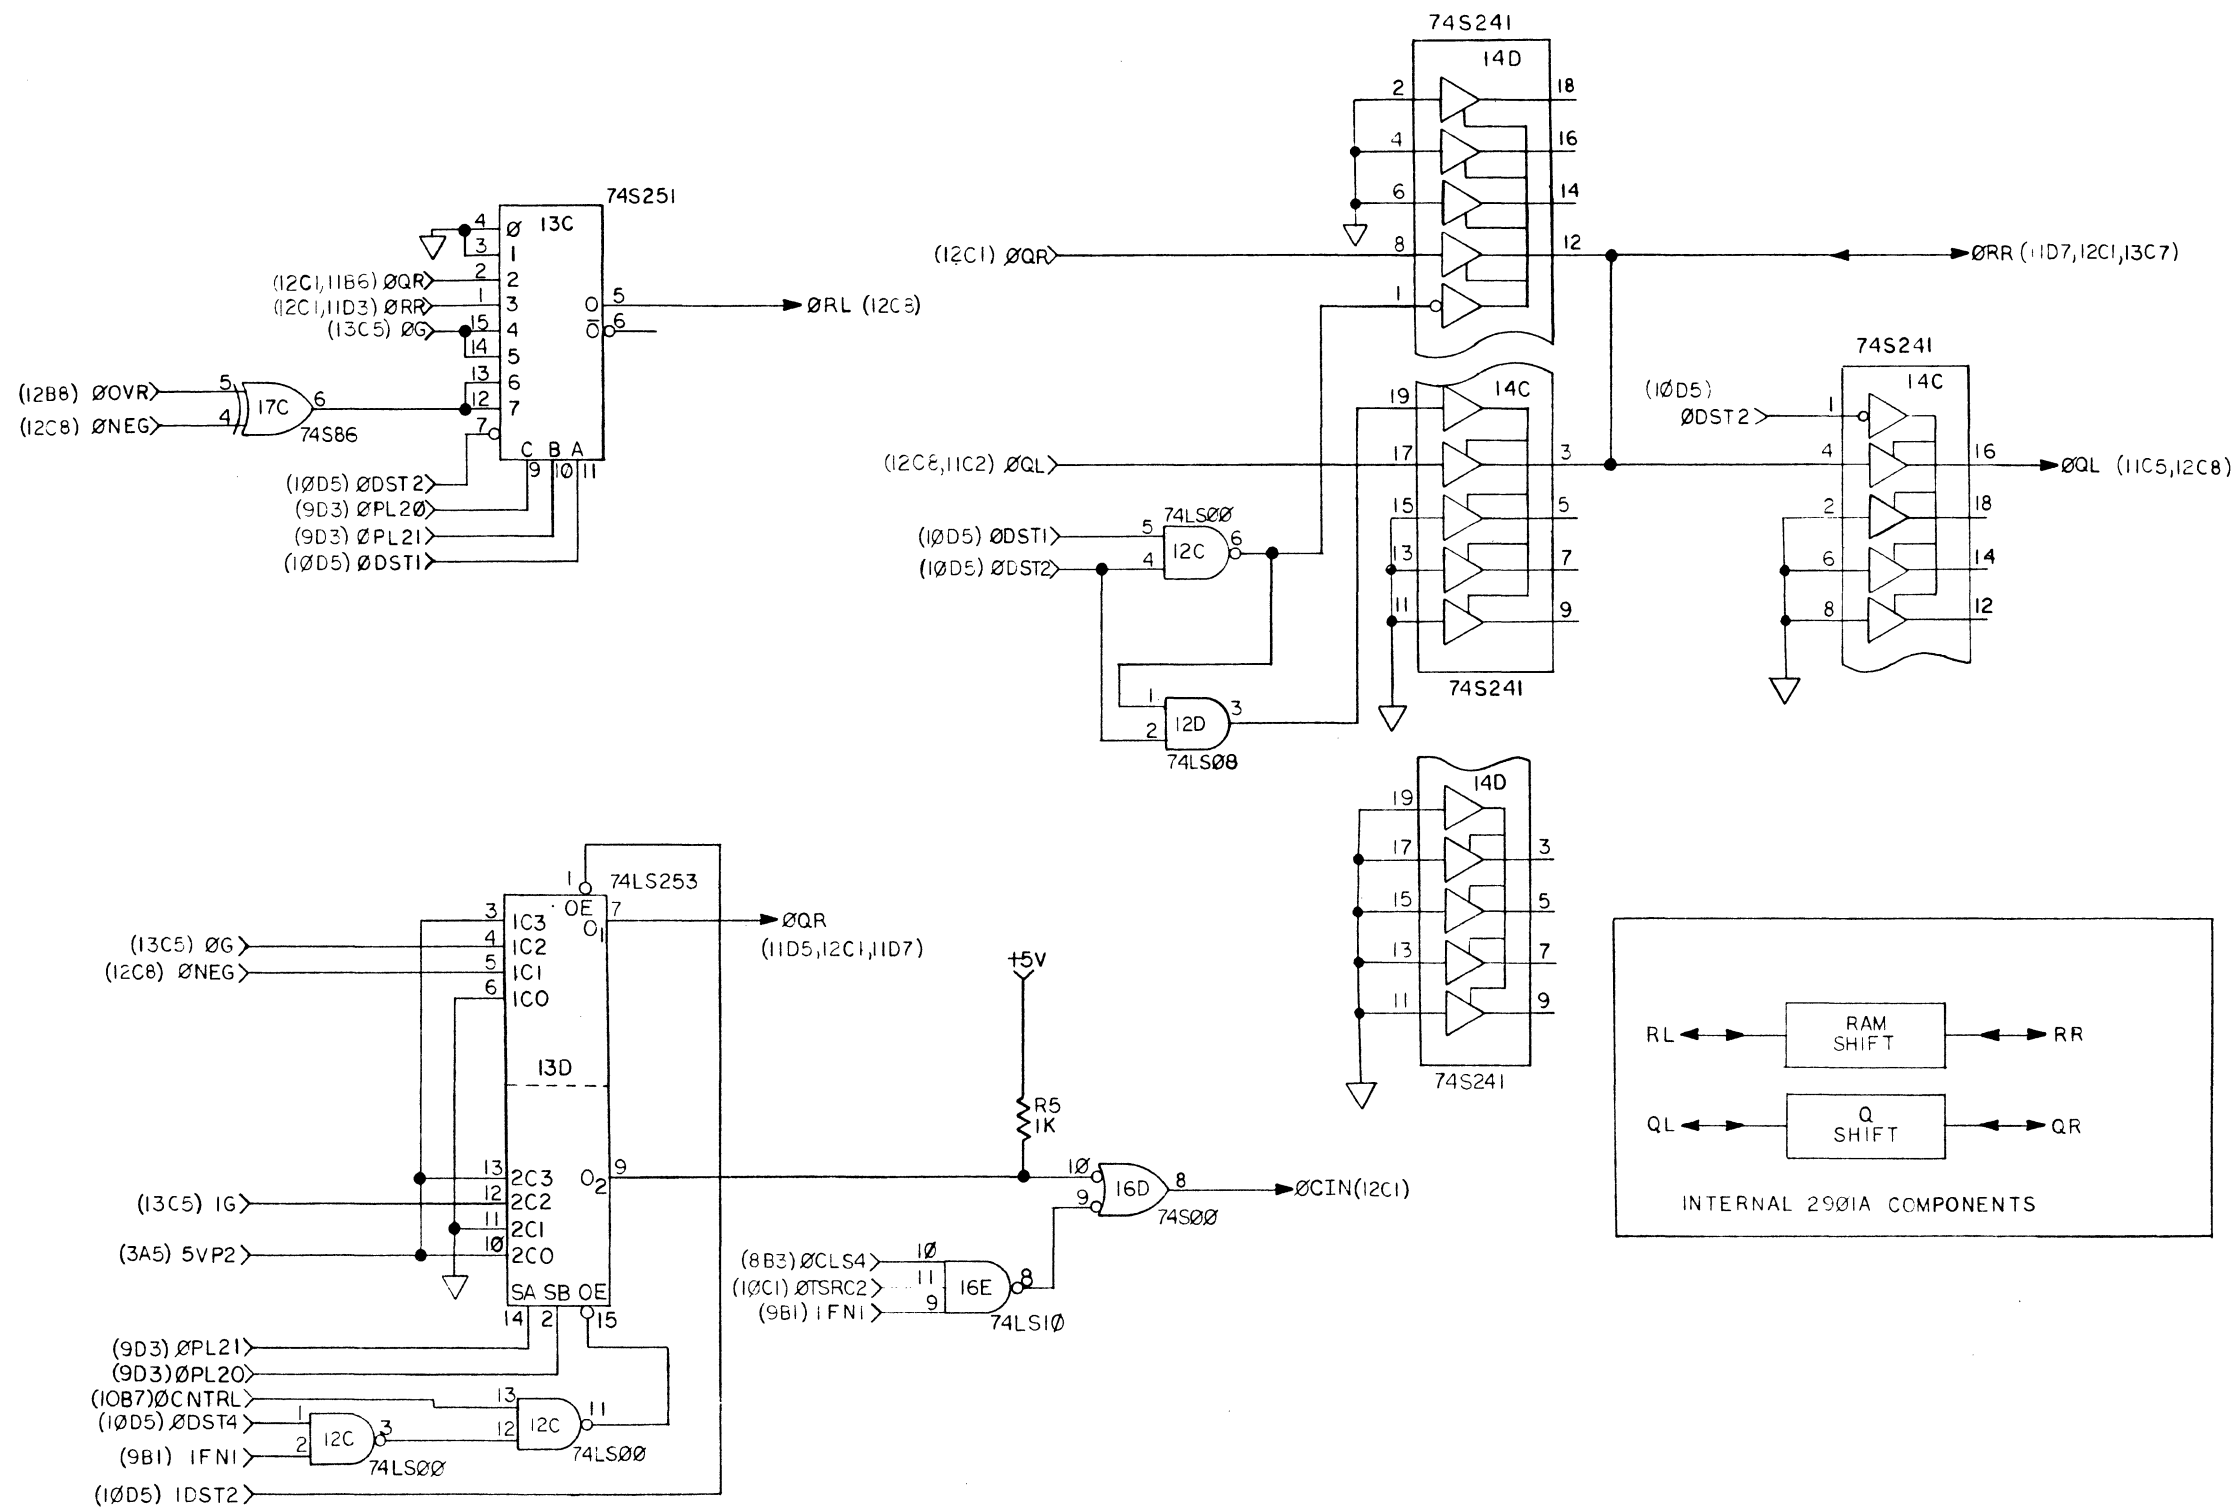 74S241
14D
2 18
4 16
6 14
(12C1) ØQR 8 12 ØRR (11D7,12C1,13C7)
1
74S251
13C
4 Ø
3 1
(12C1,11B6) ØQR 2 2
(12C1,11D3) ØRR 1 3 O 5 ØRL
(13C5) ØG 15 4 O 6
14 5
13 6
(12B8) ØOVR 5 12 7
17C 6
(12C8) ØNEG 4 7
74S86
C B A
9 10 11
(1ØD5) ØDST2
(9D3) ØPL20
(9D3) ØPL21
(1ØD5) ØDST1
14C
19
(12C8,11C2) ØQL 17 3
15 5
13 7
11 9
74S241
74LSØØ
(1ØD5) ØDST1 5
12C 6
(1ØD5) ØDST2 4
1
12D 3
2
74LSØ8
74S241
14C
(1ØD5)
ØDST2 1
4 16 ØQL (11C5,12C8)
2 18
6 14
8 12
14D
19
17 3
15 5
13 7
11 9
74S241
1 74LS253
OE
3 1C3 O1 7 ØQR
(11D5,12C1,11D7)
(13C5) ØG 4 1C2
(12C8) ØNEG 5 1C1
6 1CO
13D
13 2C3 O2 9
(13C5) 1G 12 2C2
11 2C1
(3A5) 5VP2 10 2CO
SA SB OE
14 2 15
(9D3) ØPL21
(9D3) ØPL20
(10B7) ØCNTRL 13
12C 11
12
74LSØØ
(1ØD5) ØDST4 1
12C 3
(9B1) 1FN1 2
74LSØØ
(1ØD5) 1DST2
+5V
R5
1K
10
16D 8 ØCIN(12C1)
9
74SØØ
(8B3) ØCLS4 1Ø
(1ØC1) ØTSRC2 11 16E 8
(9B1) 1FN1 9
74LS1Ø
RL RAM SHIFT RR
QL Q SHIFT QR
INTERNAL 29Ø1A COMPONENTS